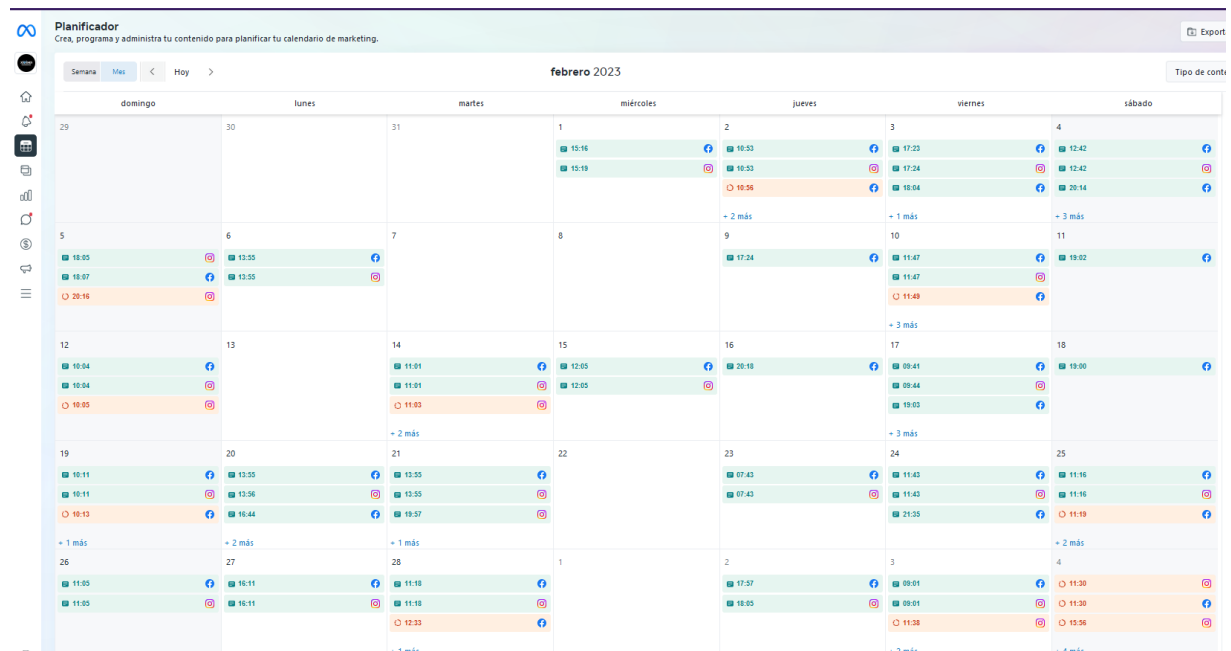 Planificador
Crea, programa y administra tu contenido para planificar tu calendario de marketing.
Export
Semana Mes Hoy febrero 2023 Tipo de conte
domingo lunes martes miércoles jueves viernes sábado
29 30 31 1 2 3 4
15:16 10:53 17:23 12:42
15:19 10:53 17:24 12:42
10:56 18:04 20:14
+ 2 más + 1 más + 3 más
5 6 7 8 9 10 11
18:05 13:55 17:24 11:47 19:02
18:07 13:55 11:47
20:16 11:49
+ 3 más
12 13 14 15 16 17 18
10:04 11:01 12:05 20:18 09:41 19:00
10:04 11:01 12:05 09:44
10:05 11:03 19:03
+ 2 más + 3 más
19 20 21 22 23 24 25
10:11 13:55 13:55 07:43 11:43 11:16
10:11 13:56 13:55 07:43 11:43 11:16
10:13 16:44 19:57 21:35 11:19
+ 1 más + 2 más + 1 más + 2 más
26 27 28 1 2 3 4
11:05 16:11 11:18 17:57 09:01 11:30
11:05 16:11 11:18 18:05 09:01 11:30
12:33 11:38 15:56